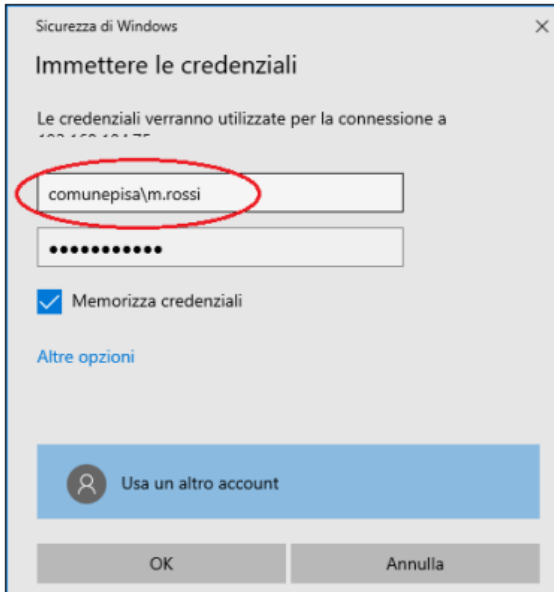 Sicurezza di Windows
Immettere le credenziali
Le credenziali verranno utilizzate per la connessione a
comunepisa\m.rossi
•••••••••••
Memorizza credenziali
Altre opzioni
Usa un altro account
OK
Annulla